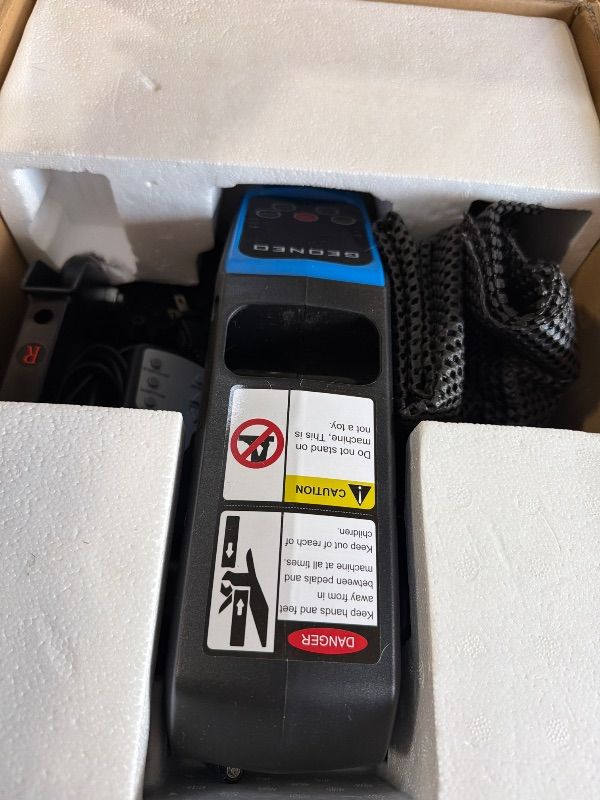 GEONEO
R
DANGER
Keep hands and feet
away from in
between pedals and
machine at all times.
Keep out of reach of
children.
CAUTION
Do not stand on
machine, This is
not a toy.